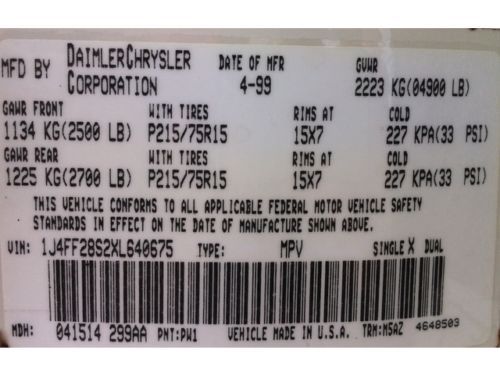 MFD BY DAIMLERCHRYSLER CORPORATION DATE OF MFR 4-99 GVWR 2223 KG(04900 LB)
GAWR FRONT WITH TIRES RIMS AT COLD
1134 KG(2500 LB) P215/75R15 15X7 227 KPA(33 PSI)
GAWR REAR WITH TIRES RIMS AT COLD
1225 KG(2700 LB) P215/75R15 15X7 227 KPA(33 PSI)
THIS VEHICLE CONFORMS TO ALL APPLICABLE FEDERAL MOTOR VEHICLE SAFETY
STANDARDS IN EFFECT ON THE DATE OF MANUFACTURE SHOWN ABOVE.
VIN: 1J4FF28S2XL640675 TYPE: MPV SINGLE X DUAL
MDH: 041514 299AA PNT:PW1 VEHICLE MADE IN U.S.A. TRM:M5AZ 4648503